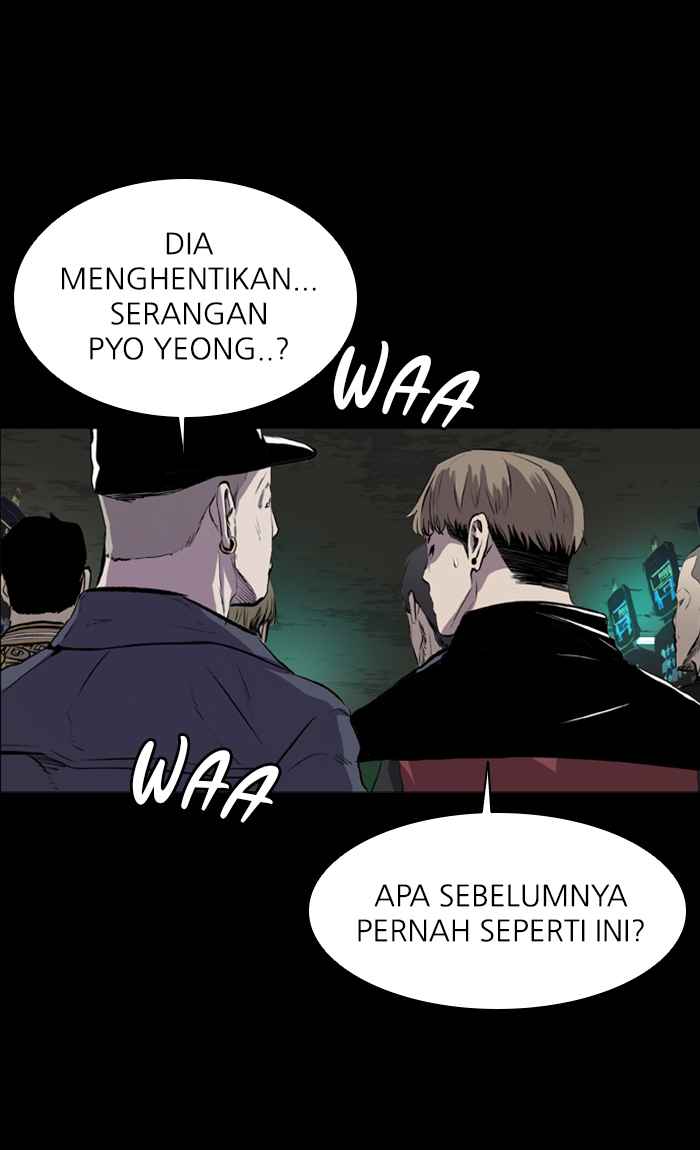 DIA
MENGHENTIKAN...
SERANGAN
PYO YEONG..?
WAA
WAA
APA SEBELUMNYA
PERNAH SEPERTI INI?